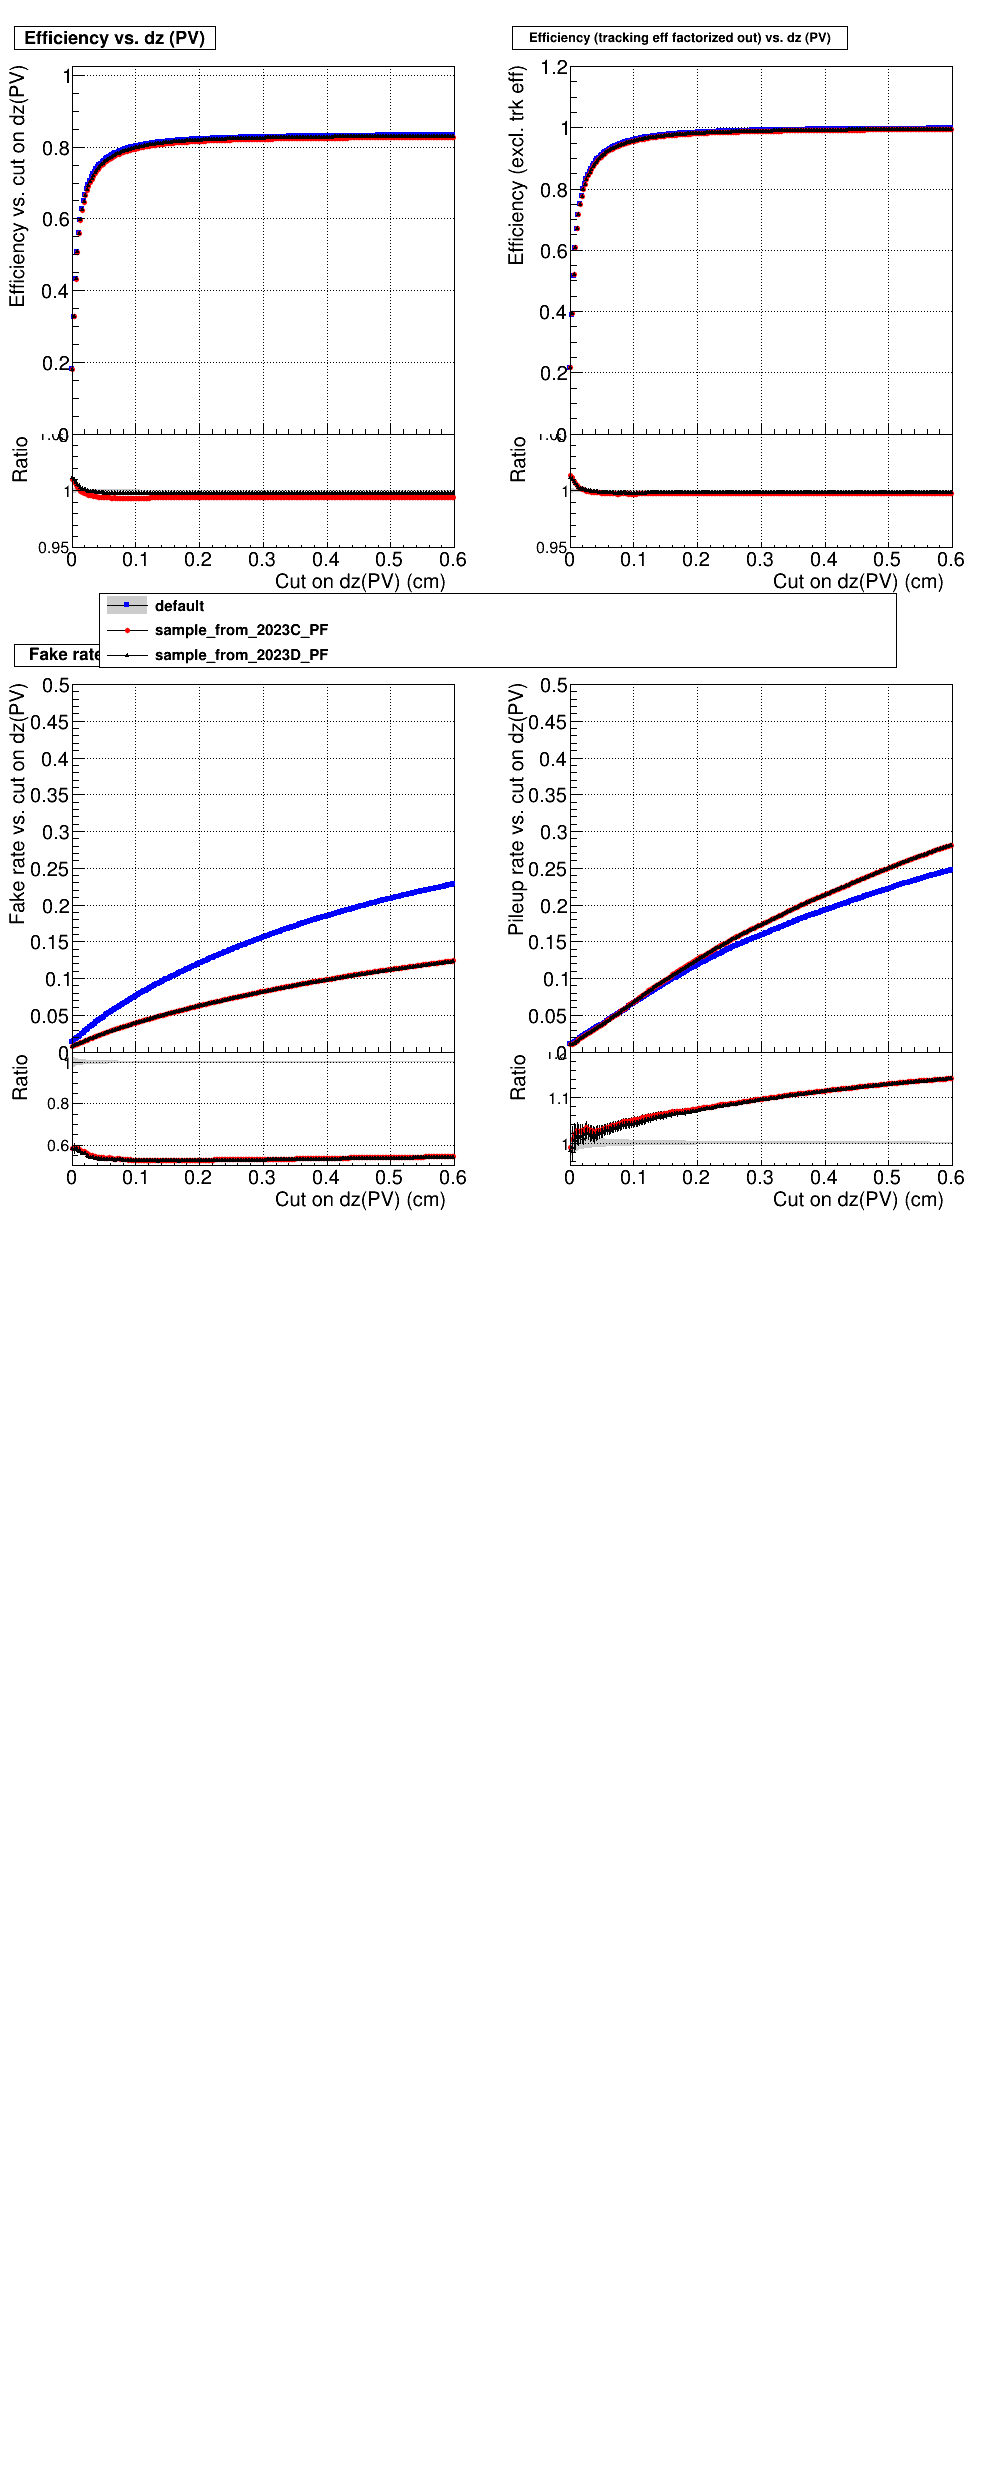 Efficiency vs. dz (PV)
Efficiency vs. cut on dz(PV)
1
0.8
0.6
0.4
0.2
0
Ratio
1
0.95
0 0.1 0.2 0.3 0.4 0.5 0.6
Cut on dz(PV) (cm)
Efficiency (tracking eff factorized out) vs. dz (PV)
Efficiency (excl. trk eff)
1.2
1
0.8
0.6
0.4
0.2
0
Ratio
1
0.95
0 0.1 0.2 0.3 0.4 0.5 0.6
Cut on dz(PV) (cm)
default
sample_from_2023C_PF
sample_from_2023D_PF
Fake rate
Fake rate vs. cut on dz(PV)
0.5
0.45
0.4
0.35
0.3
0.25
0.2
0.15
0.1
0.05
0
Ratio
1
0.8
0.6
0 0.1 0.2 0.3 0.4 0.5 0.6
Cut on dz(PV) (cm)
Pileup rate vs. cut on dz(PV)
0.5
0.45
0.4
0.35
0.3
0.25
0.2
0.15
0.1
0.05
0
Ratio
1.1
1
0 0.1 0.2 0.3 0.4 0.5 0.6
Cut on dz(PV) (cm)